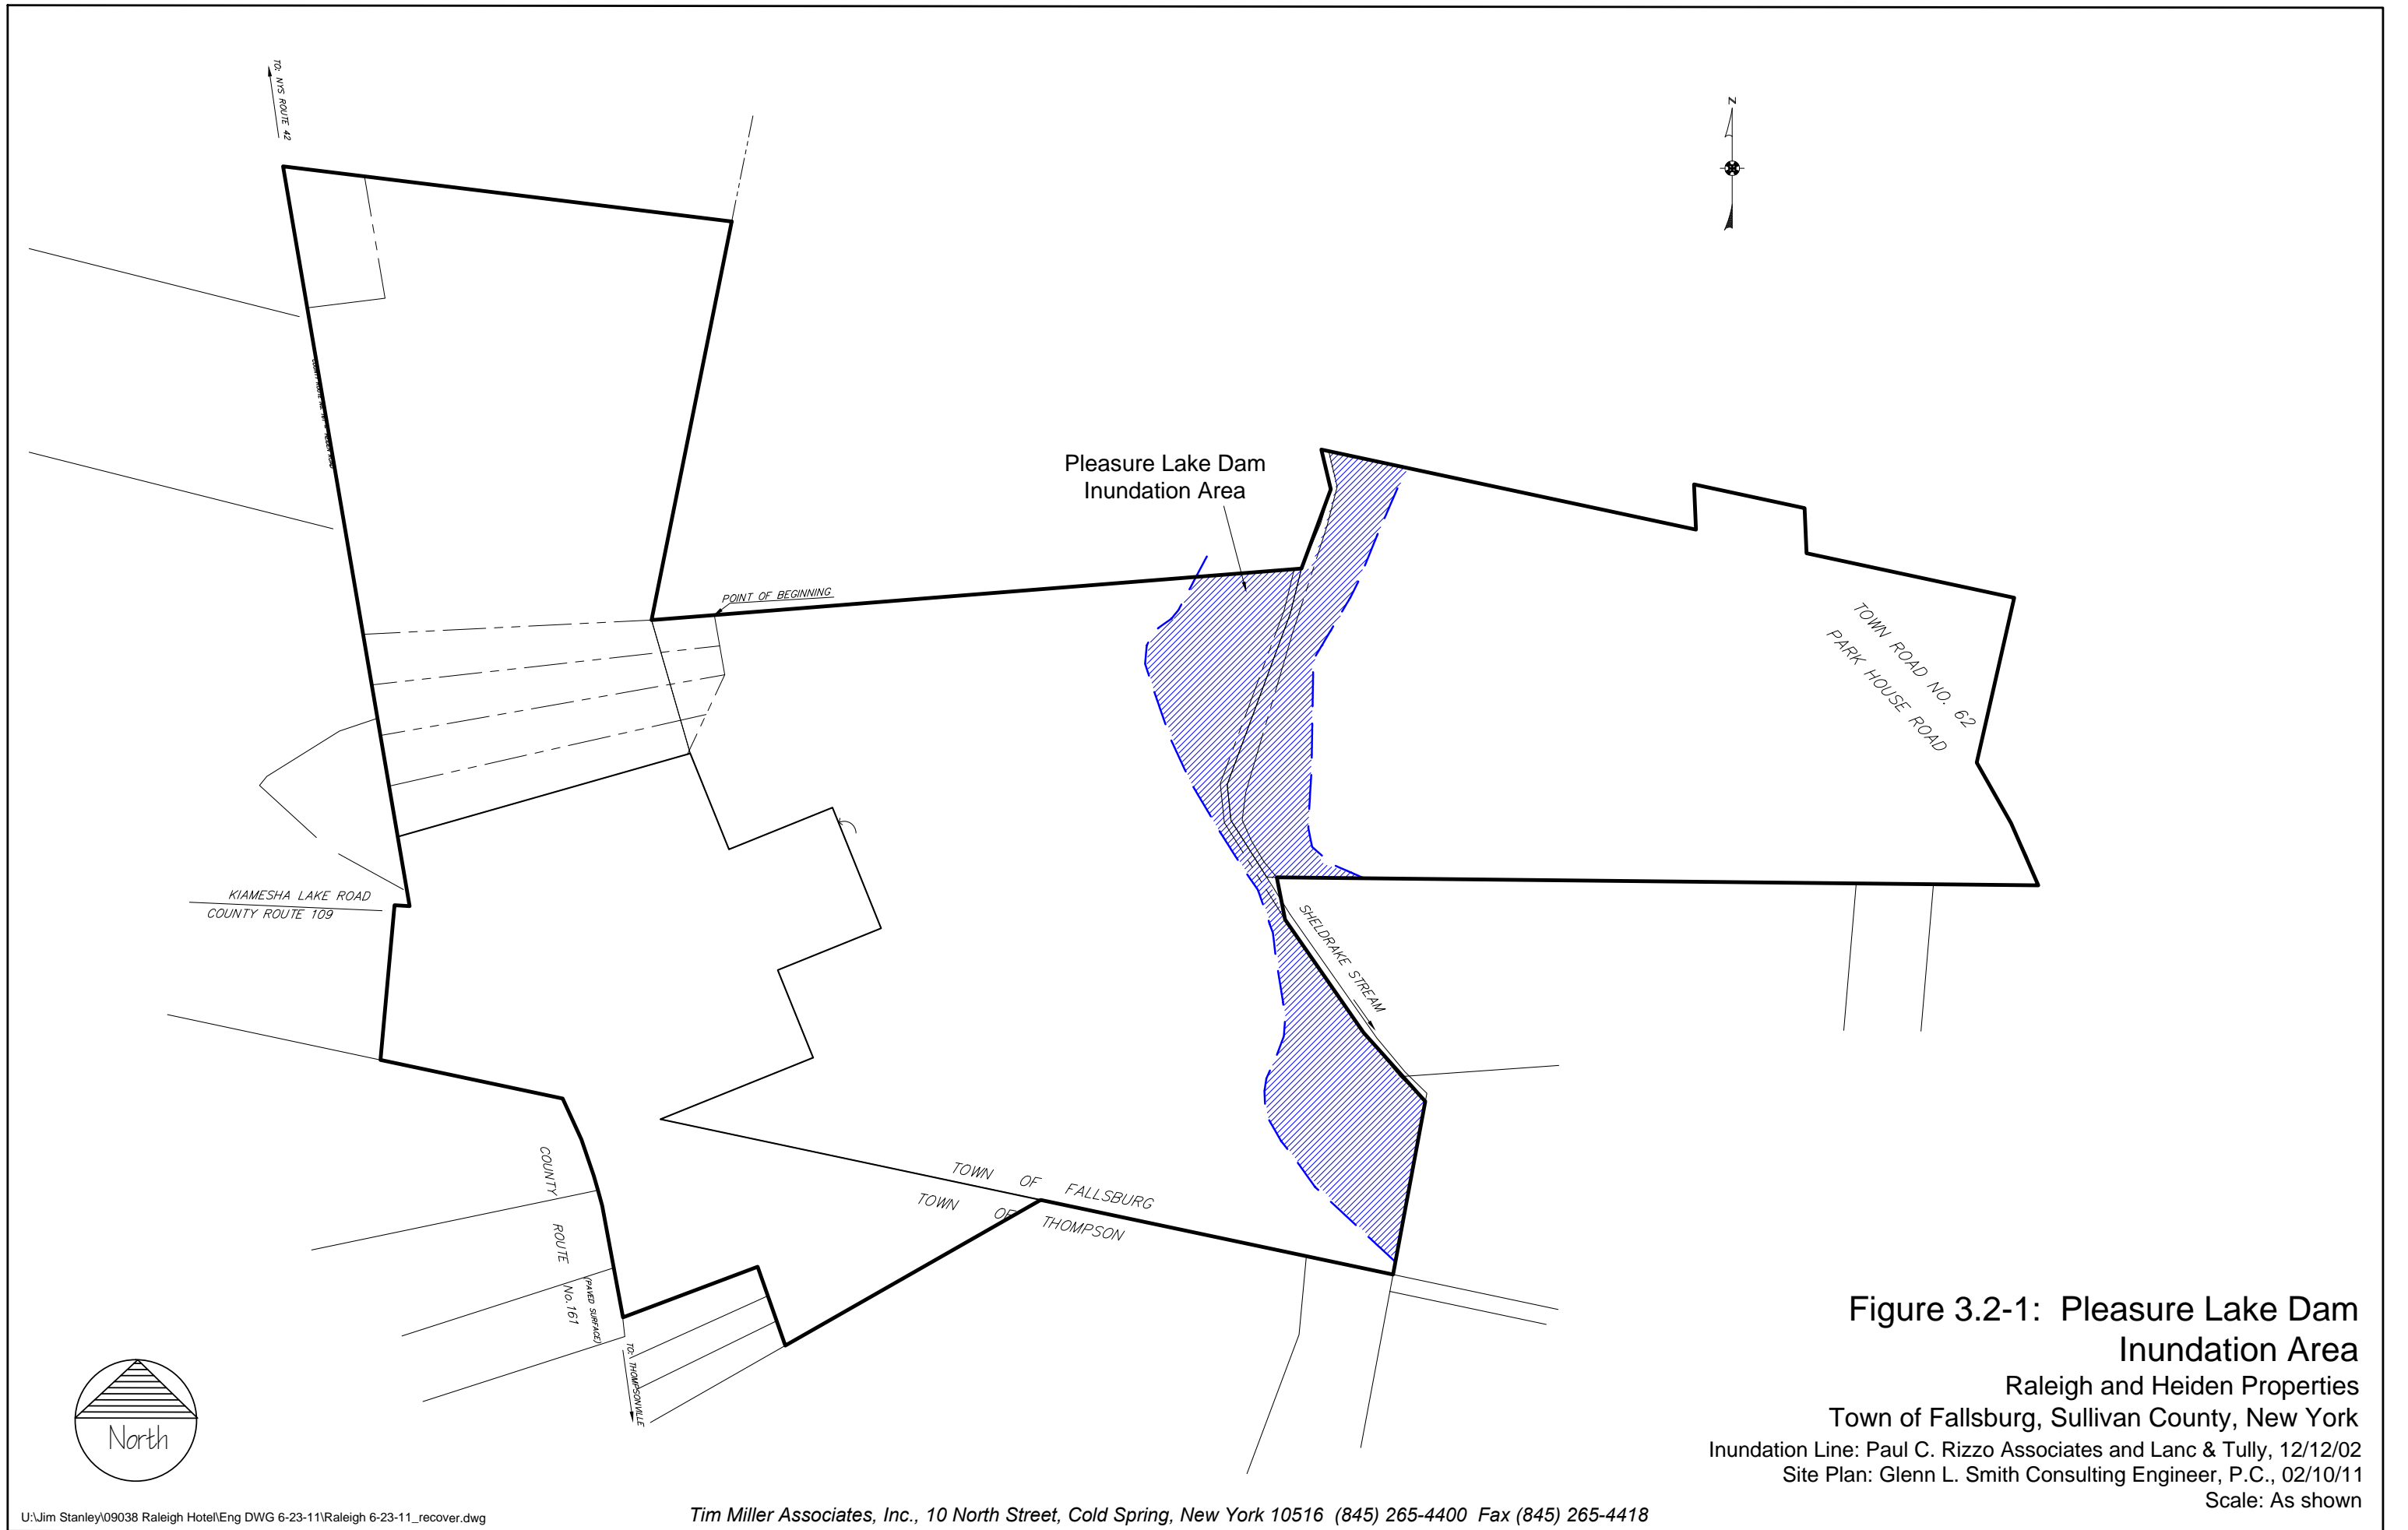 TO: NYS ROUTE 42
N
Pleasure Lake Dam
Inundation Area
POINT OF BEGINNING
TOWN ROAD NO. 62
PARK HOUSE ROAD
KIAMESHA LAKE ROAD
COUNTY ROUTE 109
SHELDRAKE STREAM
TOWN OF FALLSBURG
TOWN OF THOMPSON
COUNTY ROUTE No.161
(PAVED SURFACE)
TO: THOMPSONVILLE
North
Figure 3.2-1: Pleasure Lake Dam
Inundation Area
Raleigh and Heiden Properties
Town of Fallsburg, Sullivan County, New York
Inundation Line: Paul C. Rizzo Associates and Lanc & Tully, 12/12/02
Site Plan: Glenn L. Smith Consulting Engineer, P.C., 02/10/11
Scale: As shown
U:\Jim Stanley\09038 Raleigh Hotel\Eng DWG 6-23-11\Raleigh 6-23-11_recover.dwg
Tim Miller Associates, Inc., 10 North Street, Cold Spring, New York 10516 (845) 265-4400 Fax (845) 265-4418